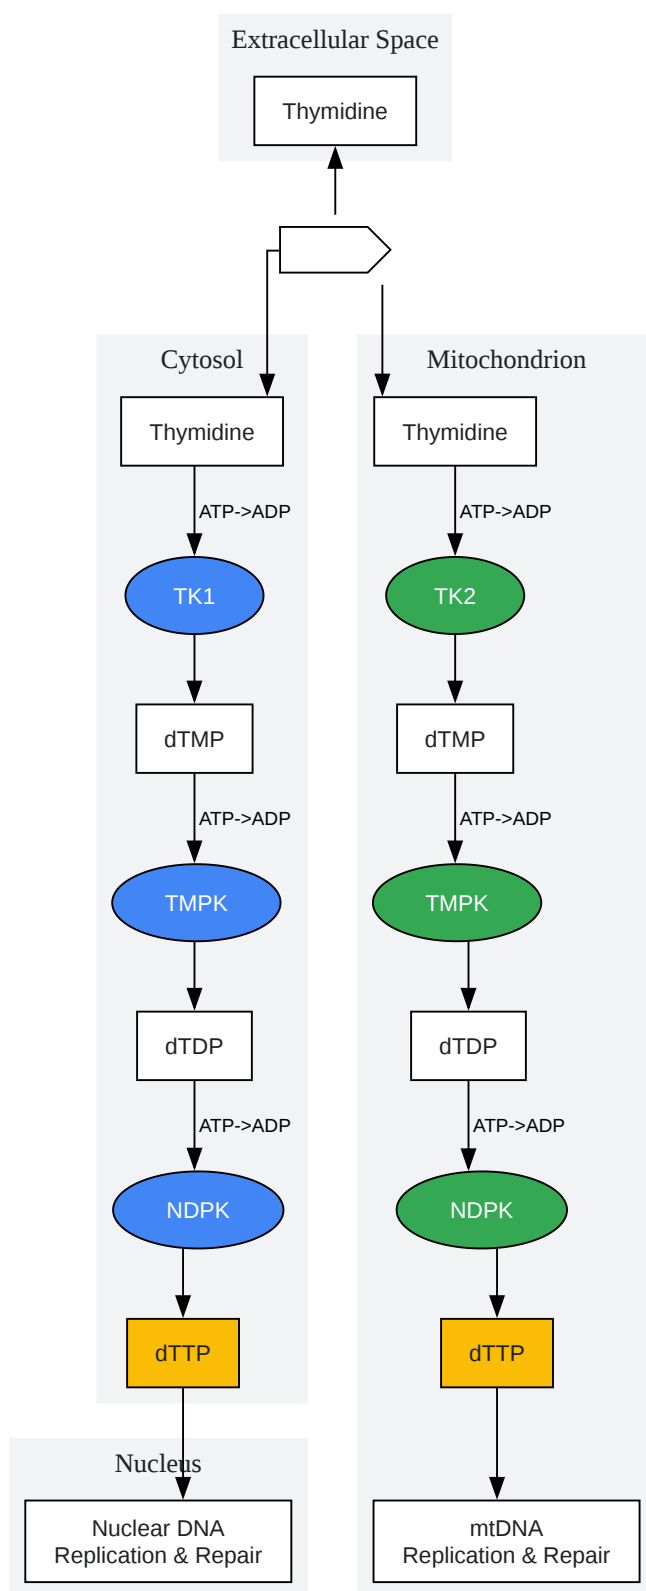 Extracellular Space
Thymidine
Cytosol
Thymidine
ATP->ADP
TK1
dTMP
ATP->ADP
TMPK
dTDP
ATP->ADP
NDPK
dTTP
Nucleus
Nuclear DNA
Replication & Repair
Mitochondrion
Thymidine
ATP->ADP
TK2
dTMP
ATP->ADP
TMPK
dTDP
ATP->ADP
NDPK
dTTP
mtDNA
Replication & Repair